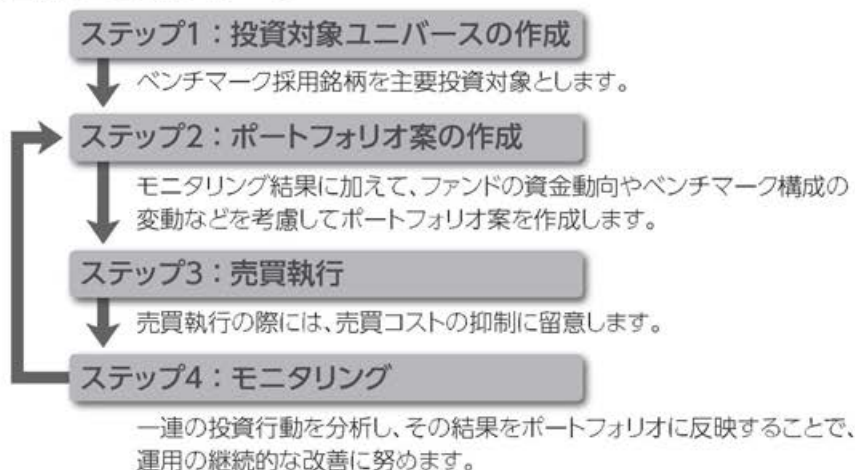 ステップ1：投資対象ユニバースの作成
ベンチマーク採用銘柄を主要投資対象とします。
ステップ2：ポートフォリオ案の作成
モニタリング結果に加えて、ファンドの資金動向やベンチマーク構成の
変動などを考慮してポートフォリオ案を作成します。
ステップ3：売買執行
売買執行の際には、売買コストの抑制に留意します。
ステップ4：モニタリング
一連の投資行動を分析し、その結果をポートフォリオに反映することで、
運用の継続的な改善に努めます。